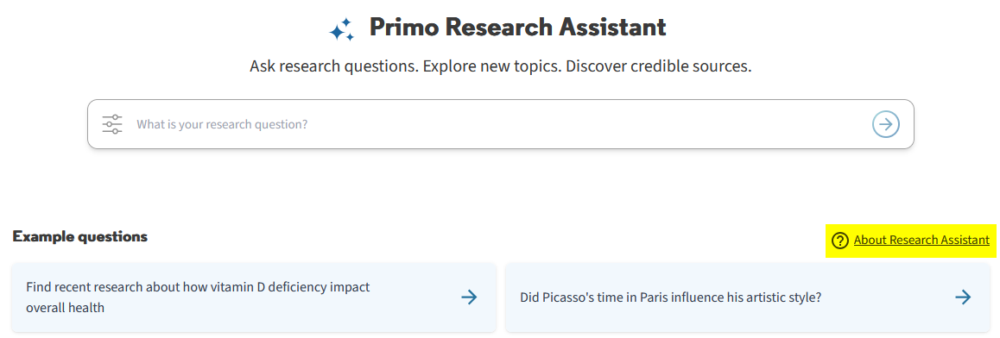 Primo Research Assistant
Ask research questions. Explore new topics. Discover credible sources.
What is your research question?
Example questions
About Research Assistant
Find recent research about how vitamin D deficiency impact
overall health
Did Picasso's time in Paris influence his artistic style?